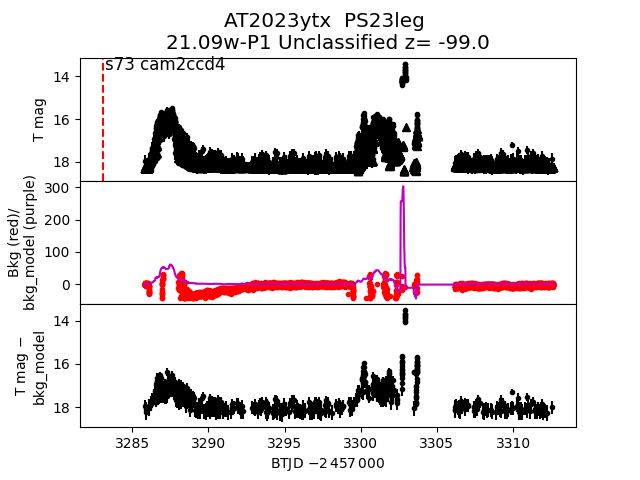 AT2023ytx  PS23leg
21.09w-P1 Unclassified z= -99.0
s73 cam2ccd4
T mag
14
16
18
Bkg (red)/
bkg_model (purple)
300
200
100
0
T mag −
bkg_model
14
16
18
3285 3290 3295 3300 3305 3310
BTJD −2 457 000